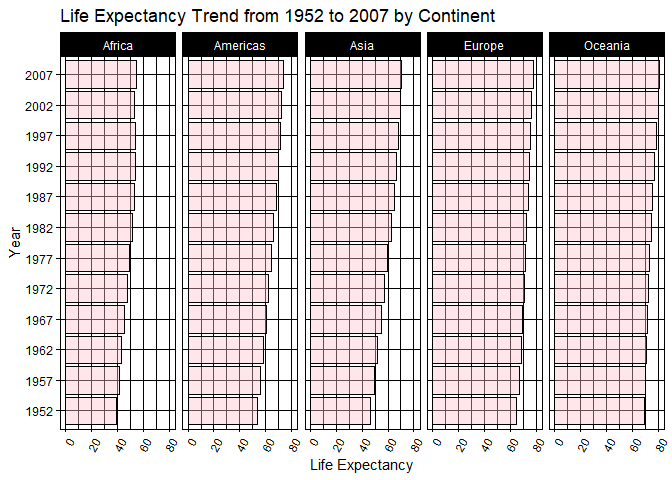 Life Expectancy Trend from 1952 to 2007 by Continent
Africa Americas Asia Europe Oceania
Year
2007
2002
1997
1992
1987
1982
1977
1972
1967
1962
1957
1952
0 20 40 60 80 0 20 40 60 80 0 20 40 60 80 0 20 40 60 80 0 20 40 60 80
Life Expectancy